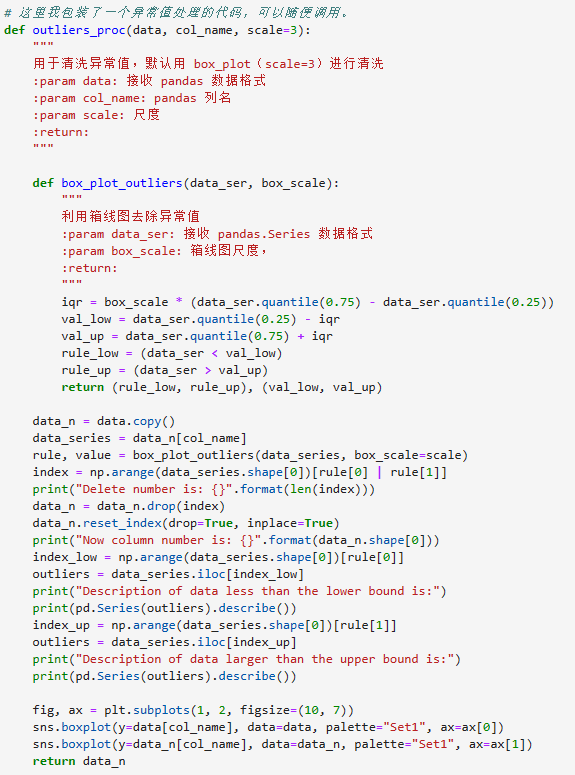 # 这里我包装了一个异常值处理的代码，可以随便调用。
def outliers_proc(data, col_name, scale=3):
    """
    用于清洗异常值，默认用 box_plot（scale=3）进行清洗
    :param data: 接收 pandas 数据格式
    :param col_name: pandas 列名
    :param scale: 尺度
    :return:
    """

    def box_plot_outliers(data_ser, box_scale):
        """
        利用箱线图去除异常值
        :param data_ser: 接收 pandas.Series 数据格式
        :param box_scale: 箱线图尺度，
        :return:
        """
        iqr = box_scale * (data_ser.quantile(0.75) - data_ser.quantile(0.25))
        val_low = data_ser.quantile(0.25) - iqr
        val_up = data_ser.quantile(0.75) + iqr
        rule_low = (data_ser < val_low)
        rule_up = (data_ser > val_up)
        return (rule_low, rule_up), (val_low, val_up)

    data_n = data.copy()
    data_series = data_n[col_name]
    rule, value = box_plot_outliers(data_series, box_scale=scale)
    index = np.arange(data_series.shape[0])[rule[0] | rule[1]]
    print("Delete number is: {}".format(len(index)))
    data_n = data_n.drop(index)
    data_n.reset_index(drop=True, inplace=True)
    print("Now column number is: {}".format(data_n.shape[0]))
    index_low = np.arange(data_series.shape[0])[rule[0]]
    outliers = data_series.iloc[index_low]
    print("Description of data less than the lower bound is:")
    print(pd.Series(outliers).describe())
    index_up = np.arange(data_series.shape[0])[rule[1]]
    outliers = data_series.iloc[index_up]
    print("Description of data larger than the upper bound is:")
    print(pd.Series(outliers).describe())

    fig, ax = plt.subplots(1, 2, figsize=(10, 7))
    sns.boxplot(y=data[col_name], data=data, palette="Set1", ax=ax[0])
    sns.boxplot(y=data_n[col_name], data=data_n, palette="Set1", ax=ax[1])
    return data_n